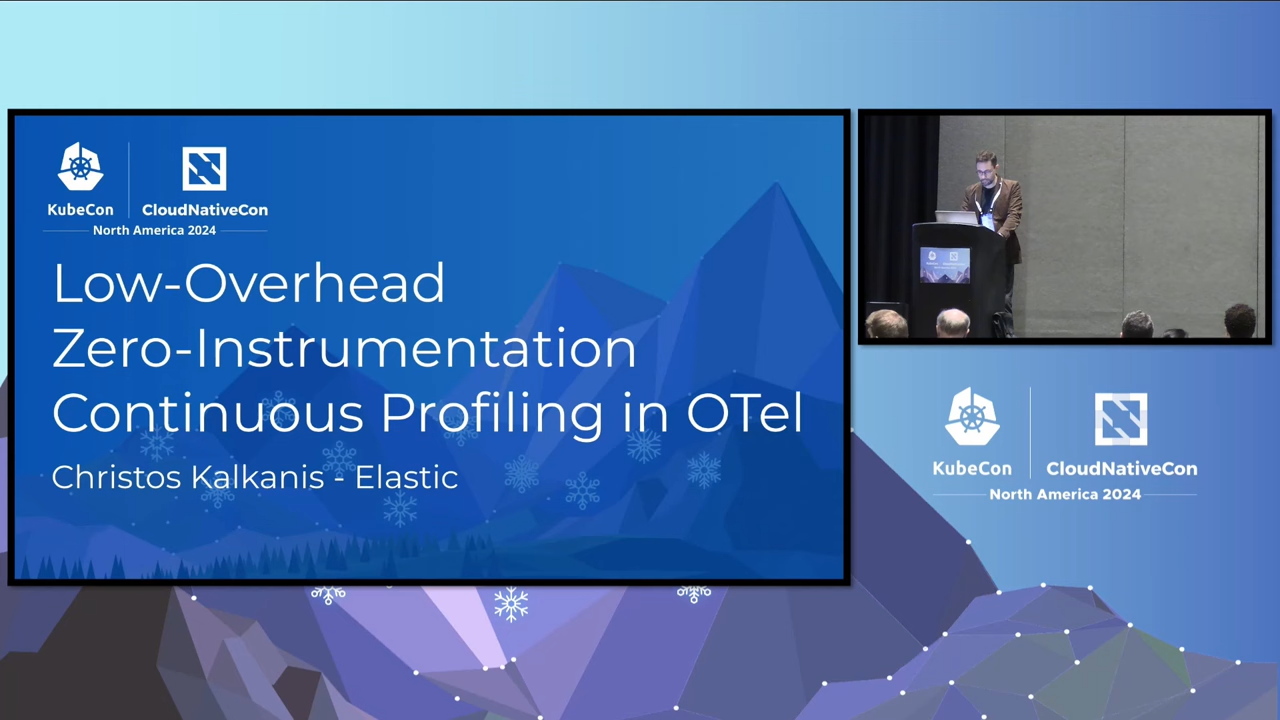 KubeCon
CloudNativeCon
North America 2024
Low-Overhead
Zero-Instrumentation
Continuous Profiling in OTel
Christos Kalkanis - Elastic
KubeCon
CloudNativeCon
North America 2024